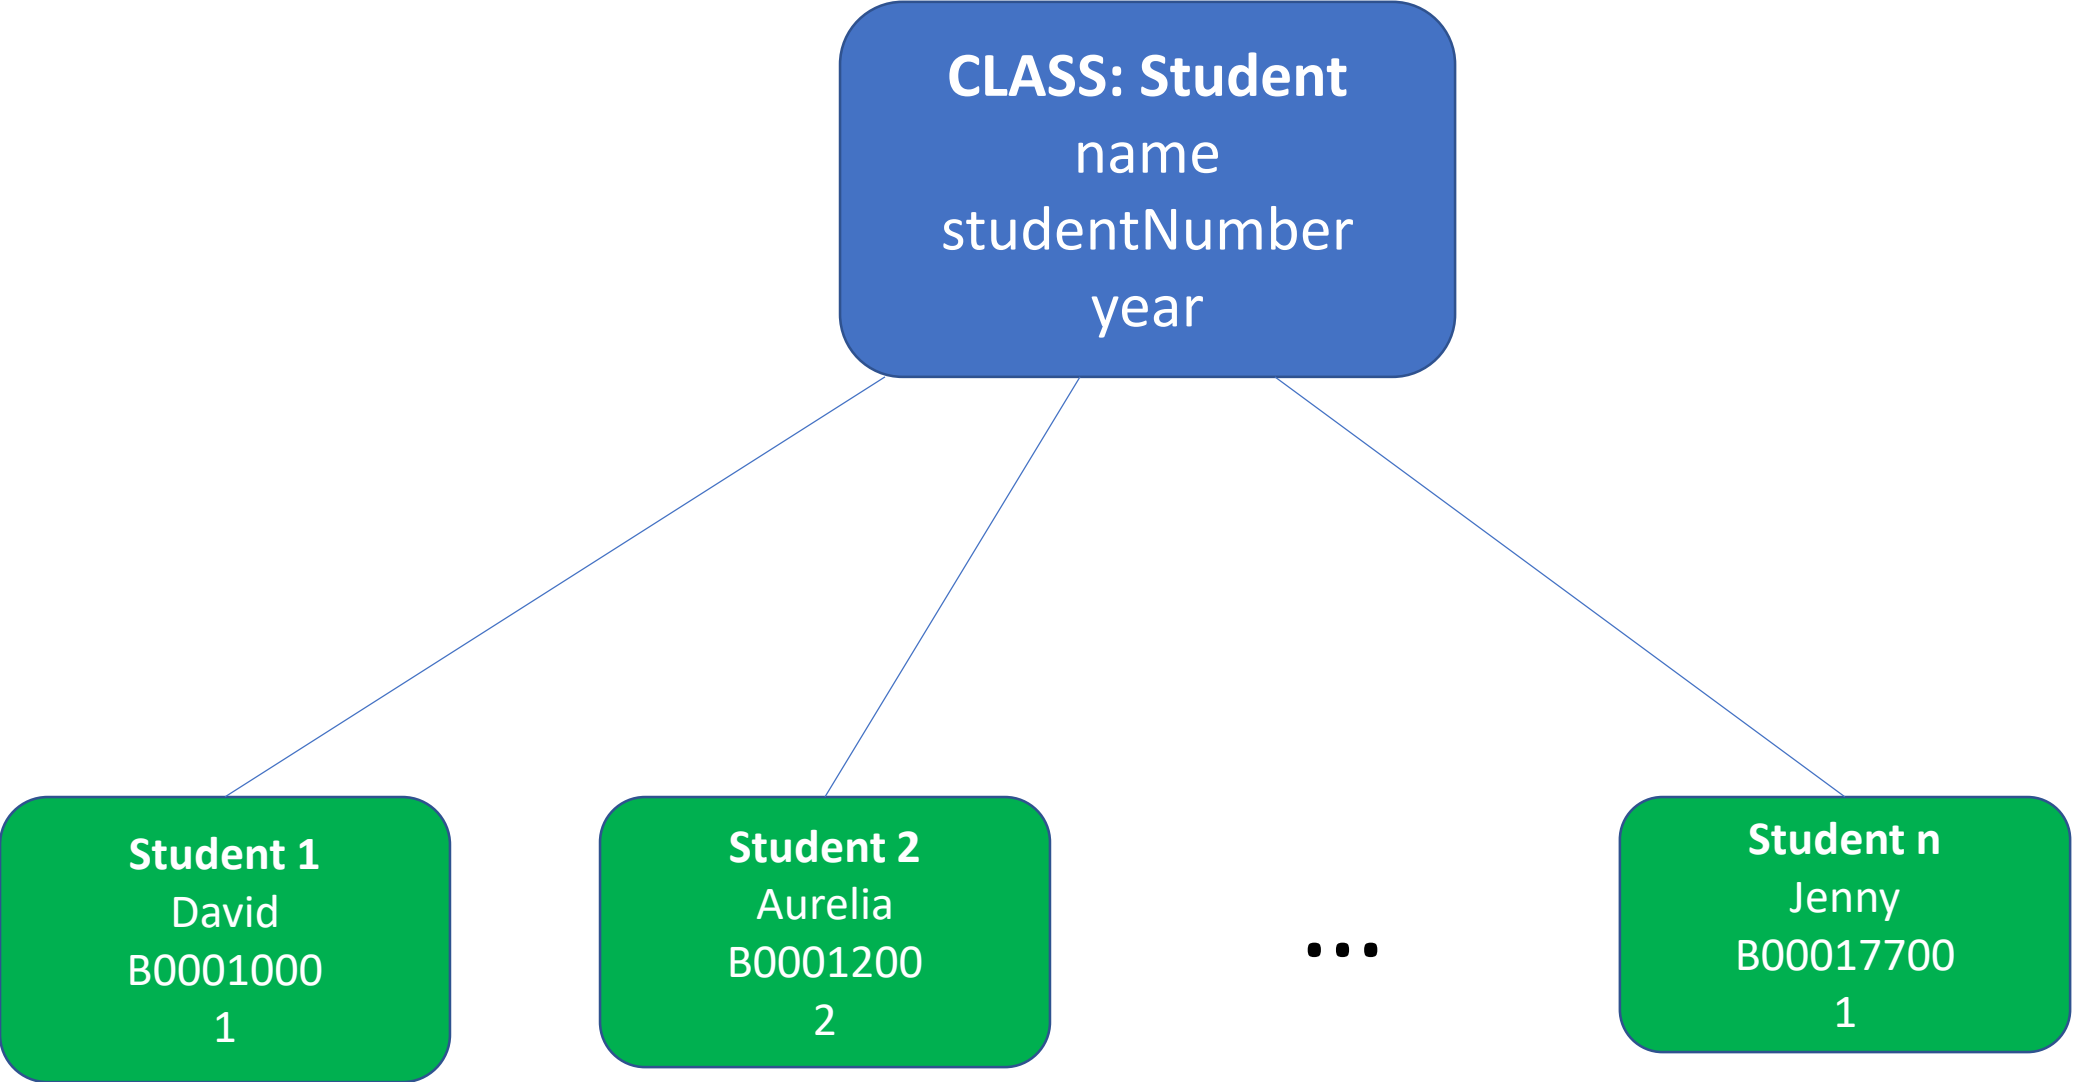 CLASS: Student
name
studentNumber
year
Student 1
David
B0001000
1
Student 2
Aurelia
B0001200
2
...
Student n
Jenny
B00017700
1